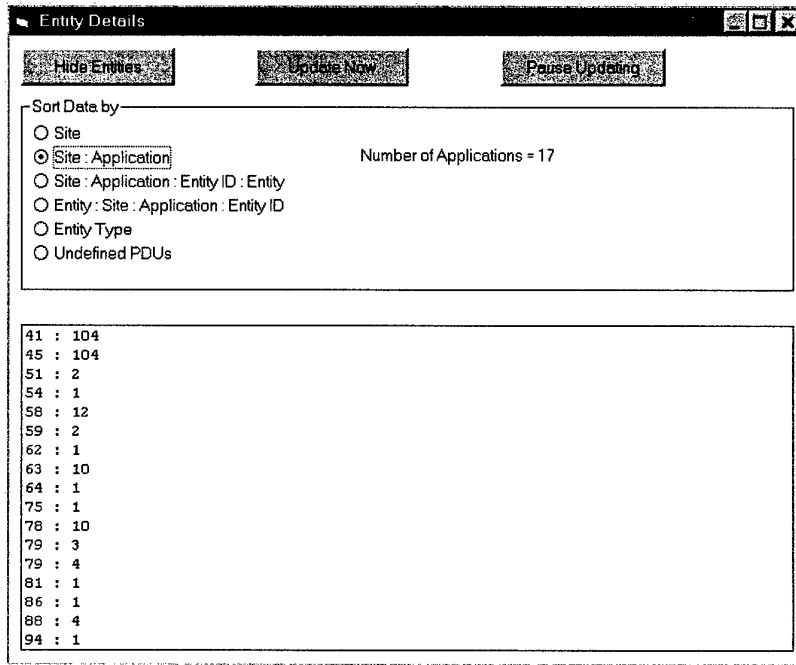 Entity Details
Hide Entities Update Now Pause Updating
Sort Data by
Site
Site : Application Number of Applications = 17
Site : Application : Entity ID : Entity
Entity : Site : Application : Entity ID
Entity Type
Undefined PDUs
41 : 104
45 : 104
51 : 2
54 : 1
58 : 12
59 : 2
62 : 1
63 : 10
64 : 1
75 : 1
78 : 10
79 : 3
79 : 4
81 : 1
86 : 1
88 : 4
94 : 1